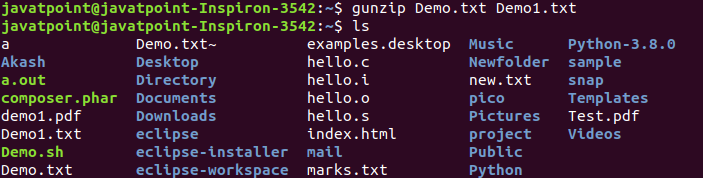 javatpoint@javatpoint-Inspiron-3542:~$ gunzip Demo.txt Demo1.txt
javatpoint@javatpoint-Inspiron-3542:~$ ls
a Demo.txt~ examples.desktop Music Python-3.8.0
Akash Desktop hello.c Newfolder sample
a.out Directory hello.i new.txt snap
composer.phar Documents hello.o pico Templates
demo1.pdf Downloads hello.s Pictures Test.pdf
Demo1.txt eclipse index.html project Videos
Demo.sh eclipse-installer mail Public
Demo.txt eclipse-workspace marks.txt Python